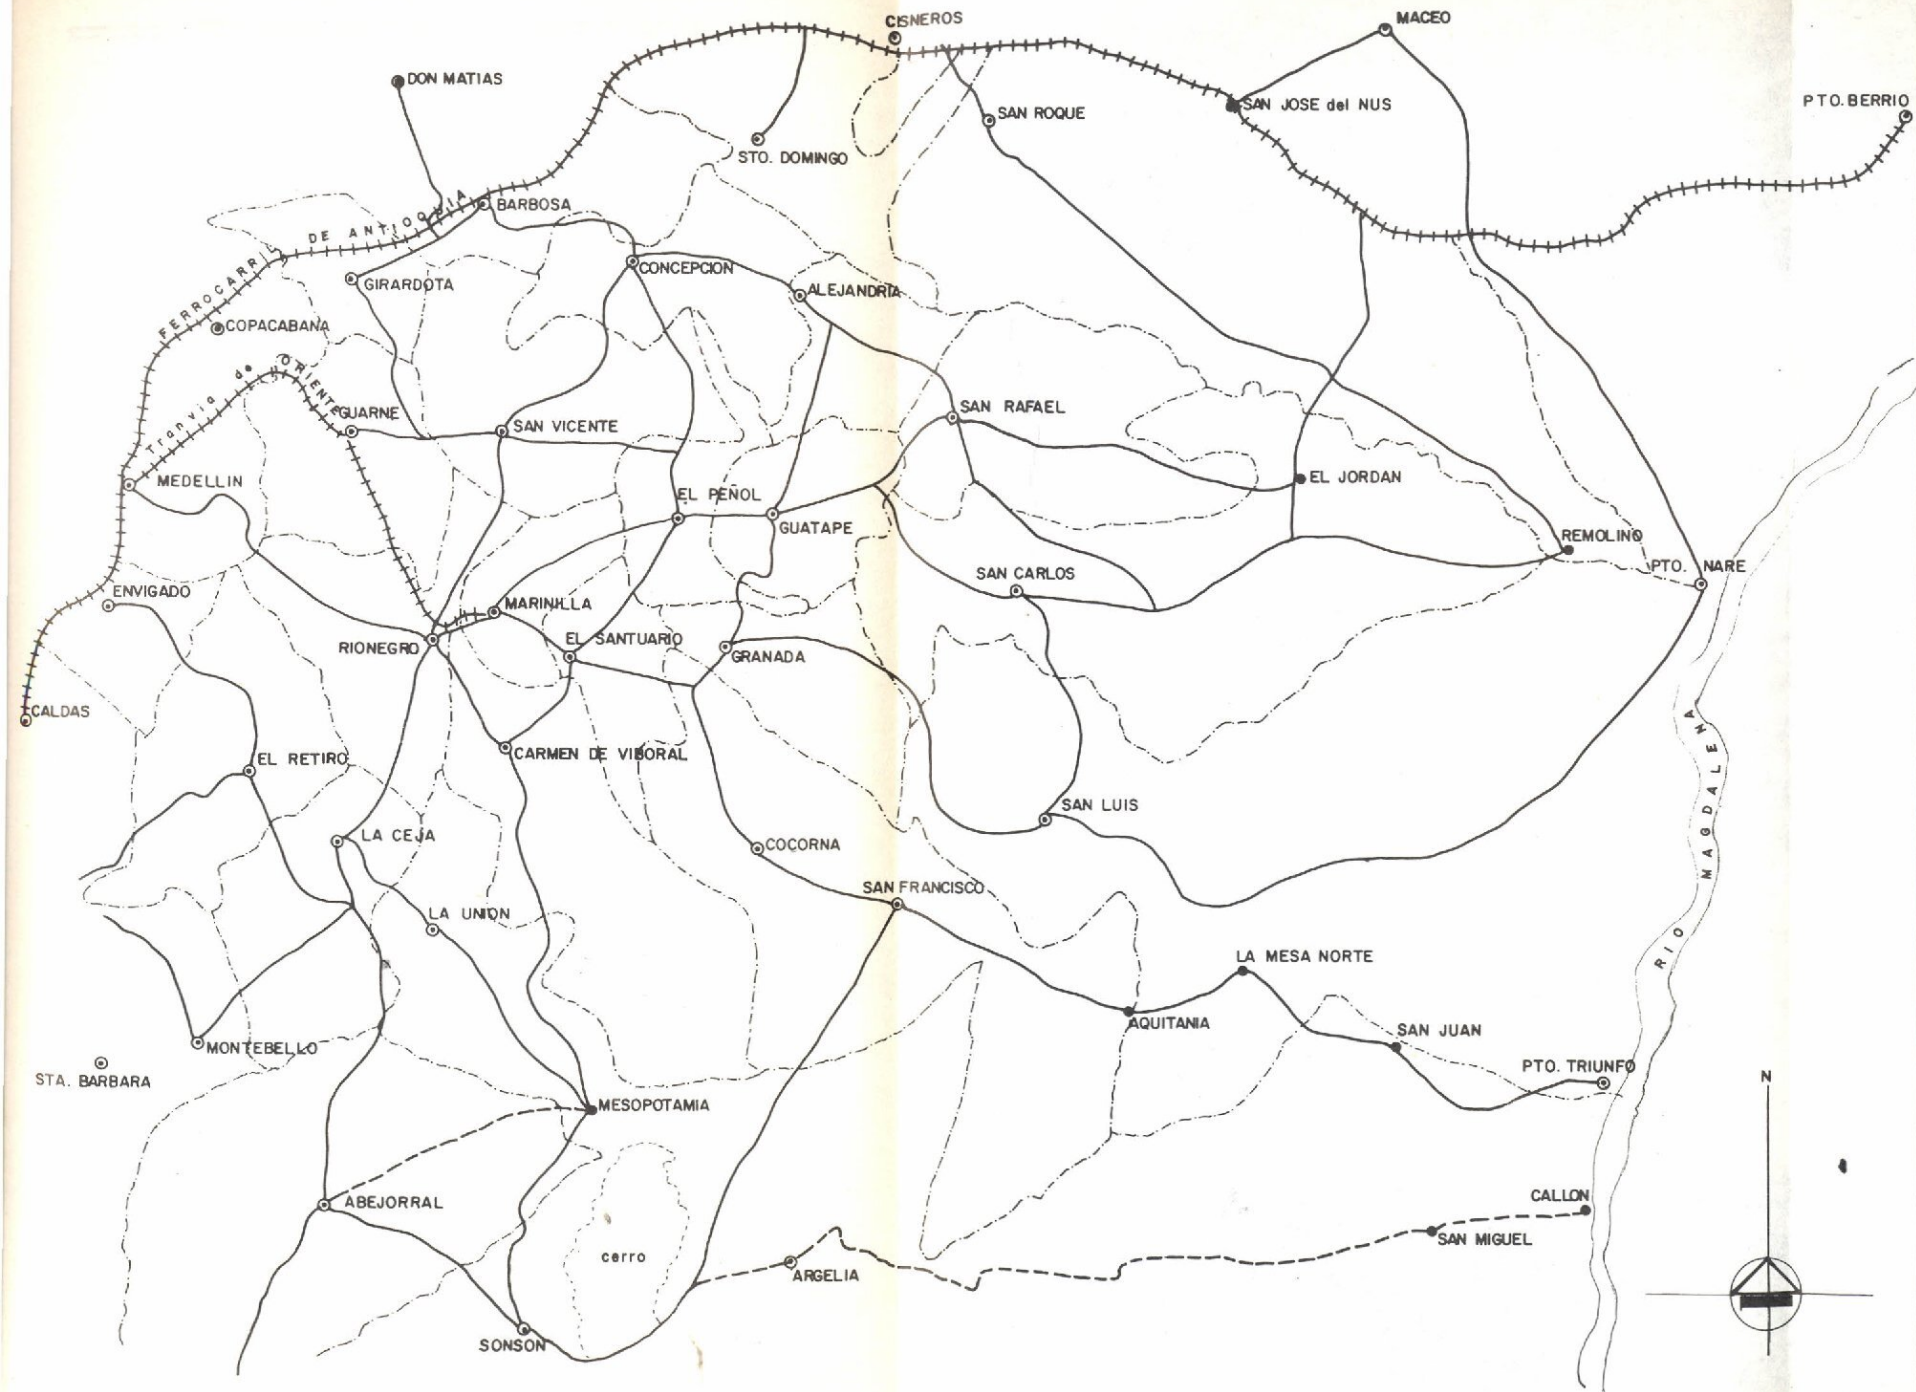 CISNEROS
MACEO
DON MATIAS
SAN JOSE del NUS
PTO. BERRIO
SAN ROQUE
STO. DOMINGO
BARBOSA
FERROCARRIL DE ANTIOQUIA
CONCEPCION
GIRARDOTA
ALEJANDRIA
COPACABANA
Tranvia de ORIENTE
GUARNE
SAN VICENTE
SAN RAFAEL
MEDELLIN
EL PEÑOL
EL JORDAN
GUATAPE
REMOLINO
PTO. NARE
SAN CARLOS
ENVIGADO
MARINILLA
RIONEGRO
EL SANTUARIO
GRANADA
CALDAS
EL RETIRO
CARMEN DE VIBORAL
RIO MAGDALENA
SAN LUIS
LA CEJA
COCORNA
SAN FRANCISCO
LA UNION
LA MESA NORTE
AQUITANIA
SAN JUAN
MONTEBELLO
STA. BARBARA
PTO. TRIUNFO
N
MESOPOTAMIA
ABEJORRAL
CALLON
SAN MIGUEL
cerro
ARGELIA
SONSON